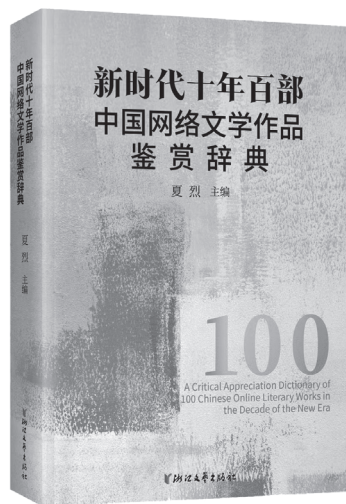 新时代十年百部
中国网络文学作品鉴赏辞典
夏烈 主编
新时代十年百部
中国网络文学作品
鉴赏辞典
夏烈 主编
100
A Critical Appreciation Dictionary of
100 Chinese Online Literary Works in
the Decade of the New Era
浙江文艺出版社